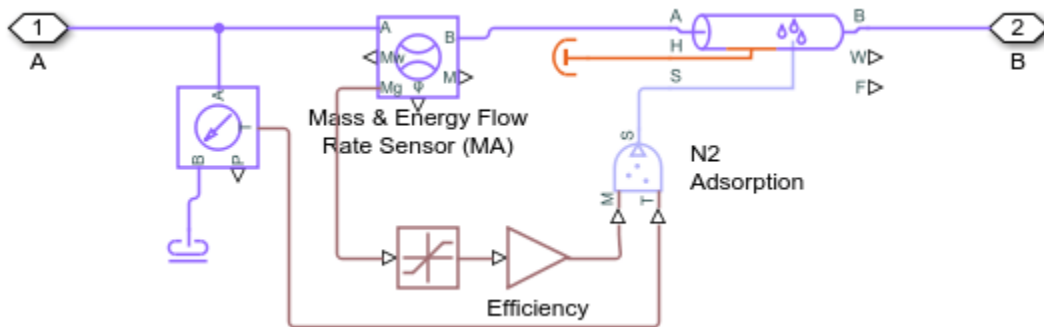 1
A
A
B
Mw
M
Mg
φ
Mass & Energy Flow
Rate Sensor (MA)
A
T
B
P
A
B
H
W
S
F
2
B
S
N2
Adsorption
M
T
Efficiency